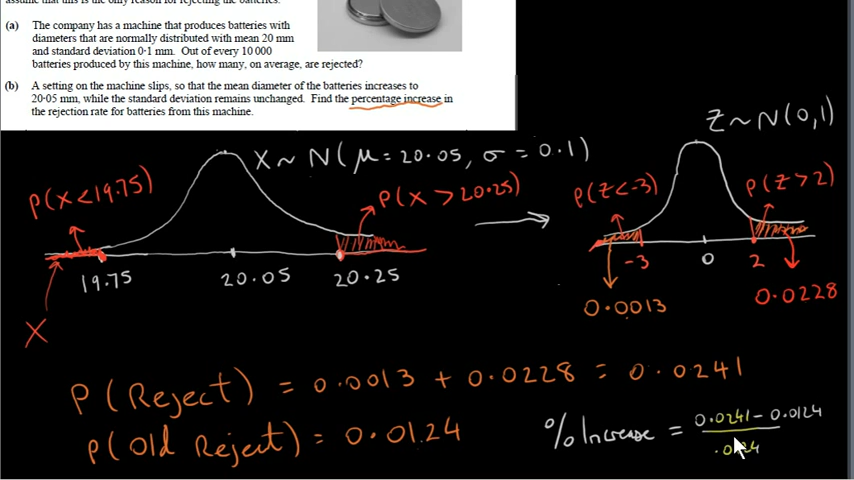 assume that this is the only reason for rejecting the batteries.
(a) The company has a machine that produces batteries with
diameters that are normally distributed with mean 20 mm
and standard deviation 0·1 mm. Out of every 10 000
batteries produced by this machine, how many, on average, are rejected?
(b) A setting on the machine slips, so that the mean diameter of the batteries increases to
20·05 mm, while the standard deviation remains unchanged. Find the percentage increase in
the rejection rate for batteries from this machine.
Z ~ N(0,1)
X ~ N(μ = 20.05, σ = 0.1)
P(X < 19.75)
P(X > 20.25)
P(Z < -3)
P(Z > 2)
19.75
20.05
20.25
-3
0
2
X
0.0013
0.0228
P(Reject) = 0.0013 + 0.0228 = 0.0241
P(Old Reject) = 0.0124
% Increase = 0.0241 - 0.0124